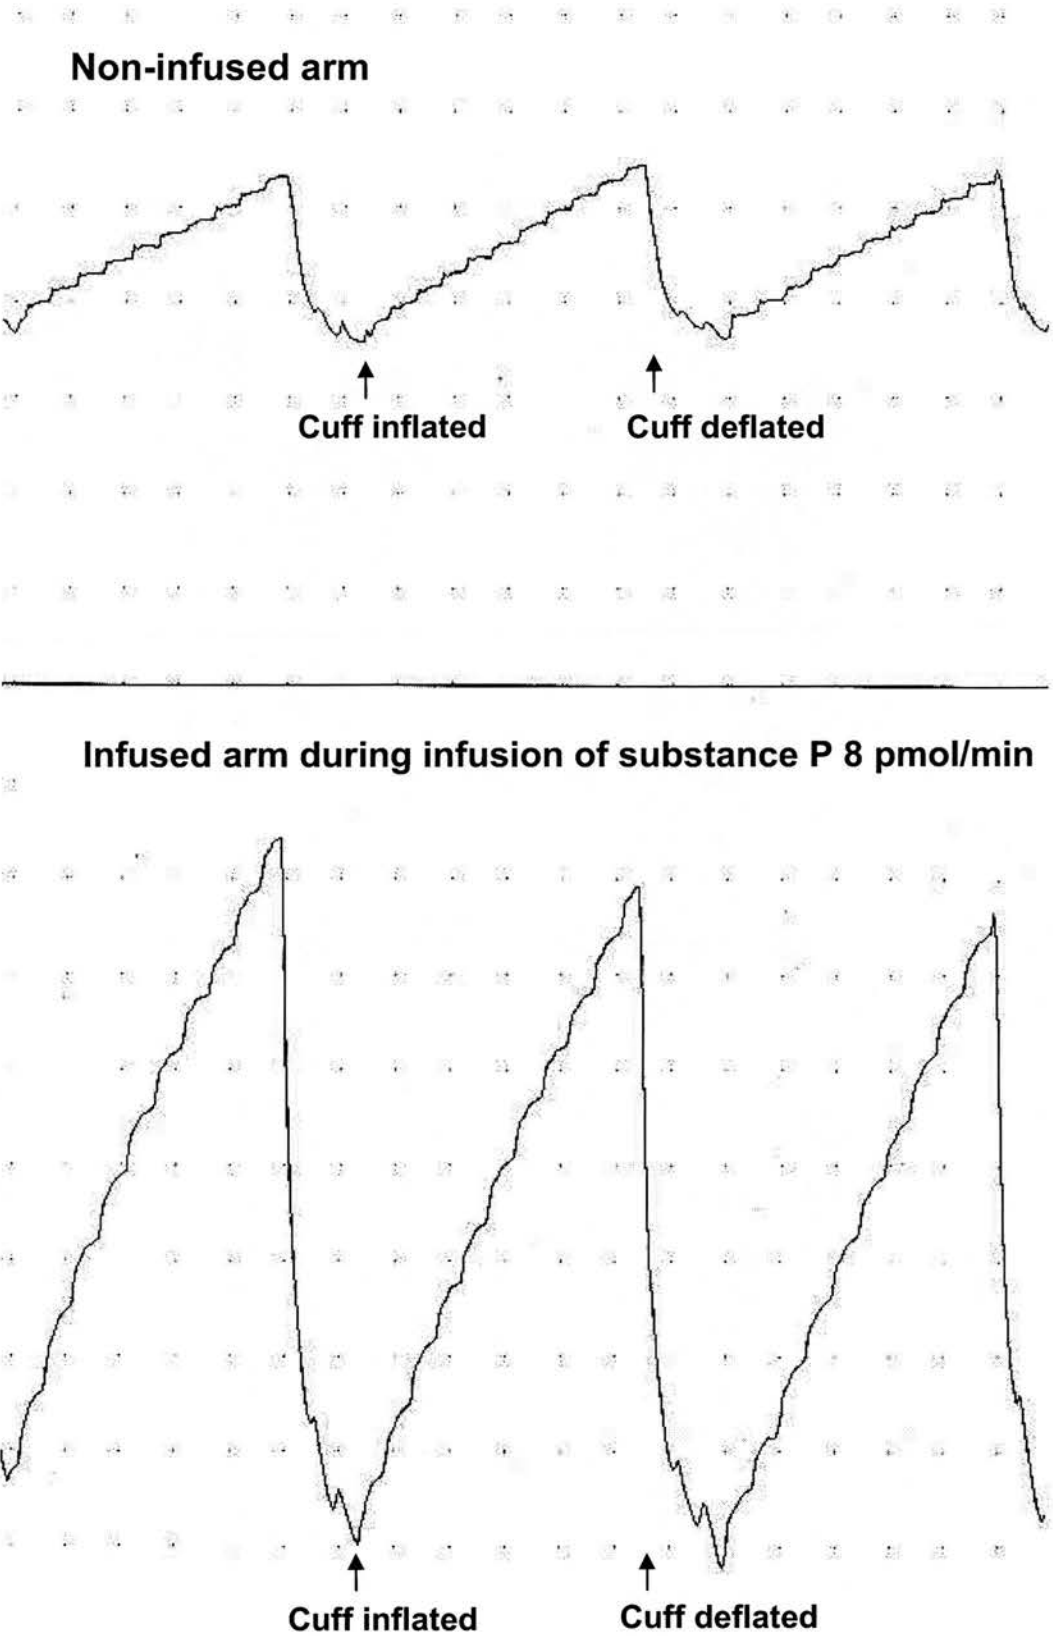 Non-infused arm
Cuff inflated
Cuff deflated
Infused arm during infusion of substance P 8 pmol/min
Cuff inflated
Cuff deflated